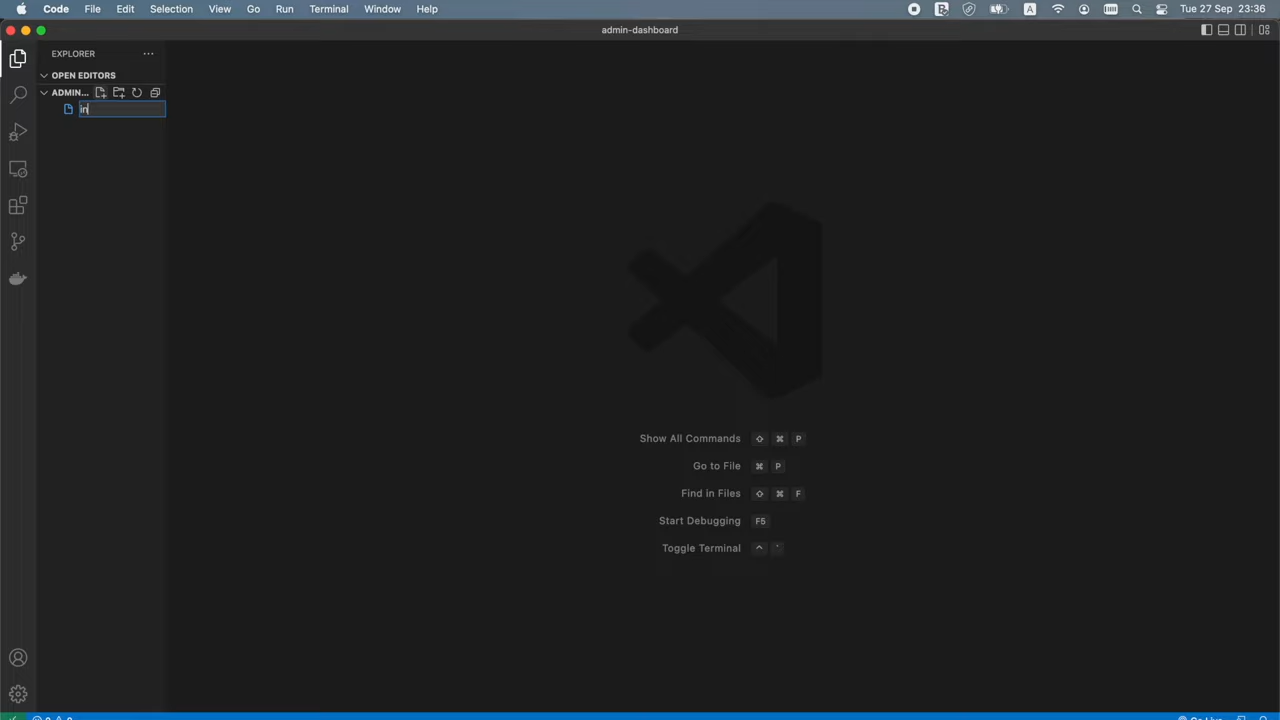 Code File Edit Selection View Go Run Terminal Window Help A Tue 27 Sep 23:36
admin-dashboard
EXPLORER ...
OPEN EDITORS
ADMIN...
in
Show All Commands ⇧ ⌘ P
Go to File ⌘ P
Find in Files ⇧ ⌘ F
Start Debugging F5
Toggle Terminal ^ `